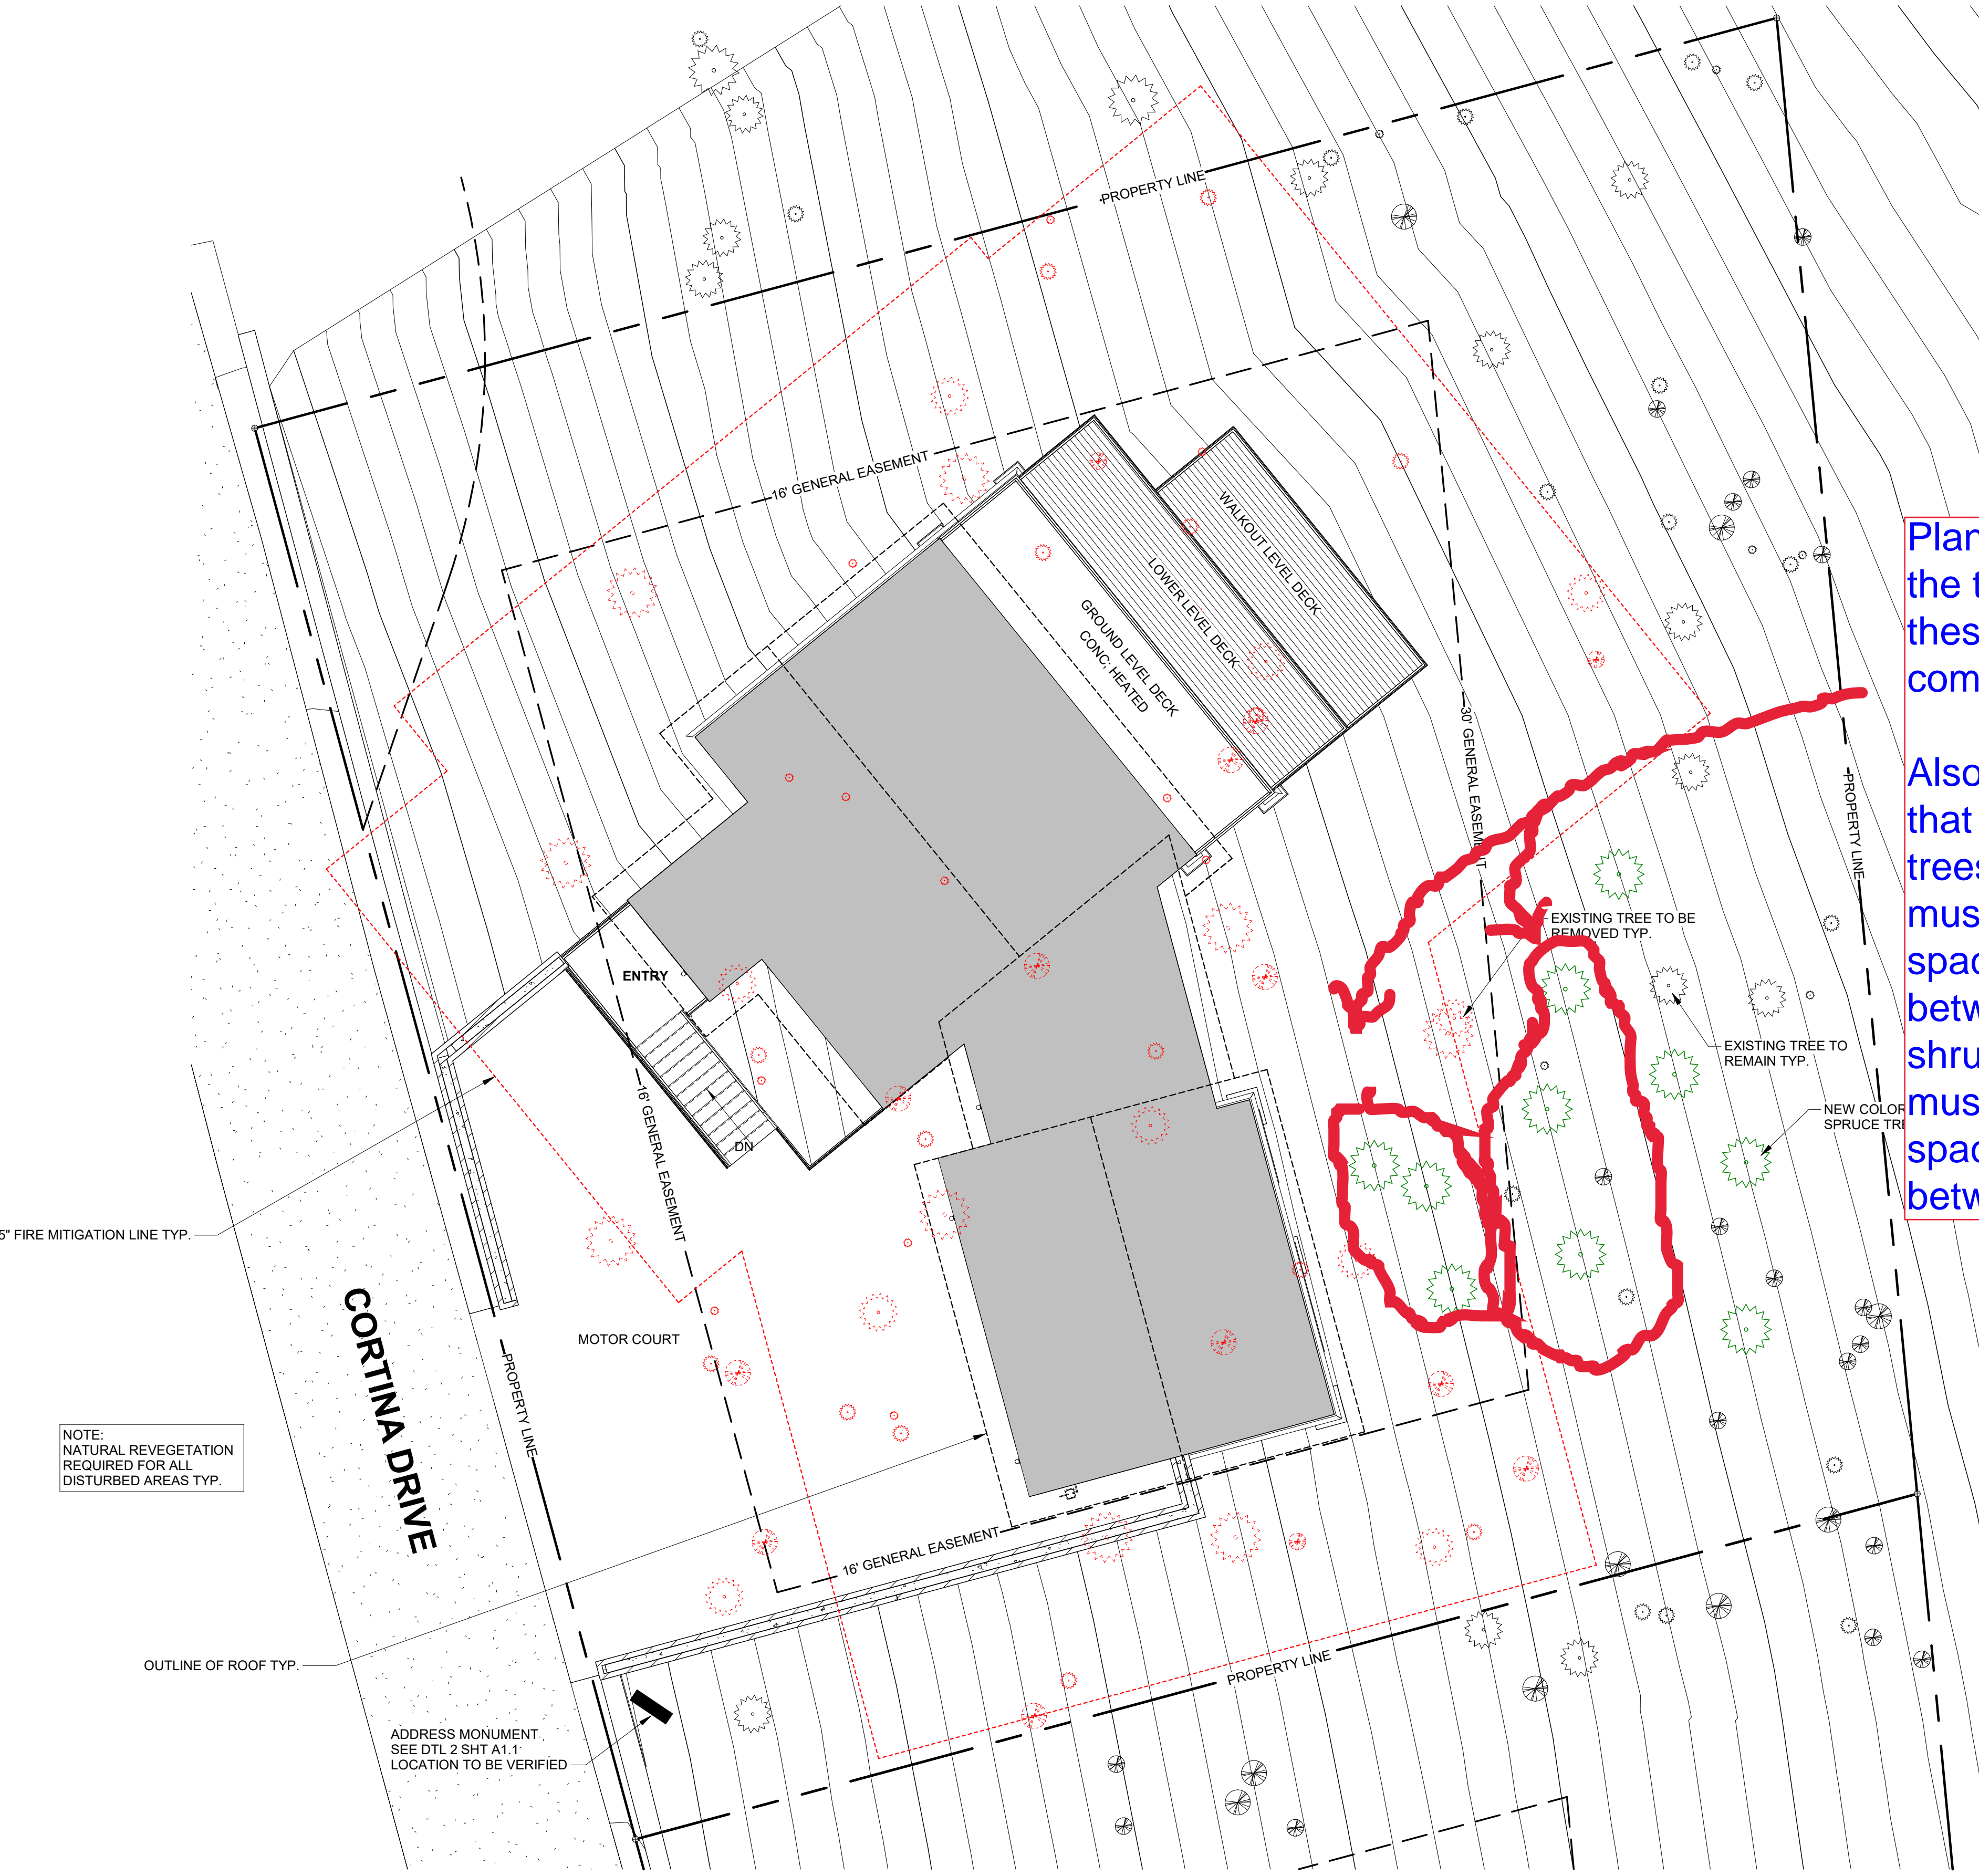 PROPERTY LINE
16' GENERAL EASEMENT
WALKOUT LEVEL DECK
LOWER LEVEL DECK
GROUND LEVEL DECK
CONC; HEATED
30' GENERAL EASEMENT
PROPERTY LINE
the
Also
that
EXISTING TREE TO BE
REMOVED TYP.
ENTRY
EXISTING TREE TO
REMAIN TYP.
NEW
SPRUCE
DN
16' GENERAL EASEMENT
5" FIRE MITIGATION LINE TYP.
CORTINA DRIVE
MOTOR COURT
PROPERTY LINE
NOTE:
NATURAL REVEGETATION
REQUIRED FOR ALL
DISTURBED AREAS TYP.
16' GENERAL EASEMENT
OUTLINE OF ROOF TYP.
PROPERTY LINE
ADDRESS MONUMENT
SEE DTL 2 SHT A1.1
LOCATION TO BE VERIFIED